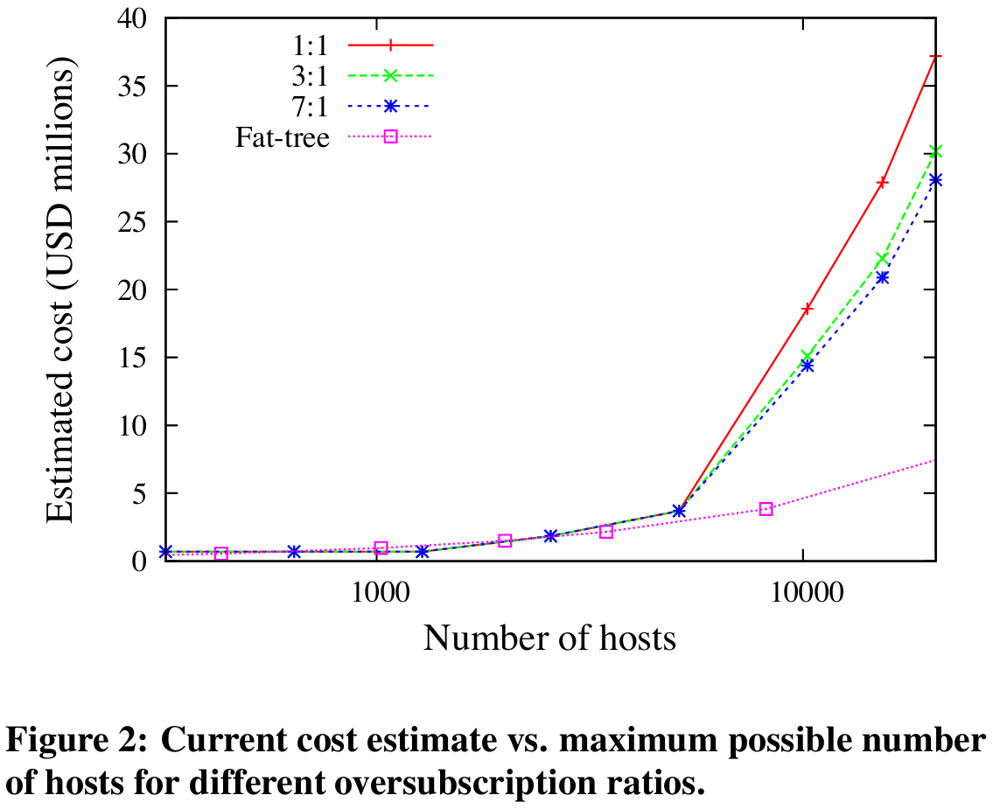 40
35
30
25
20
15
10
5
0
Estimated cost (USD millions)
1:1
3:1
7:1
Fat-tree
1000
10000
Number of hosts
Figure 2: Current cost estimate vs. maximum possible number
of hosts for different oversubscription ratios.